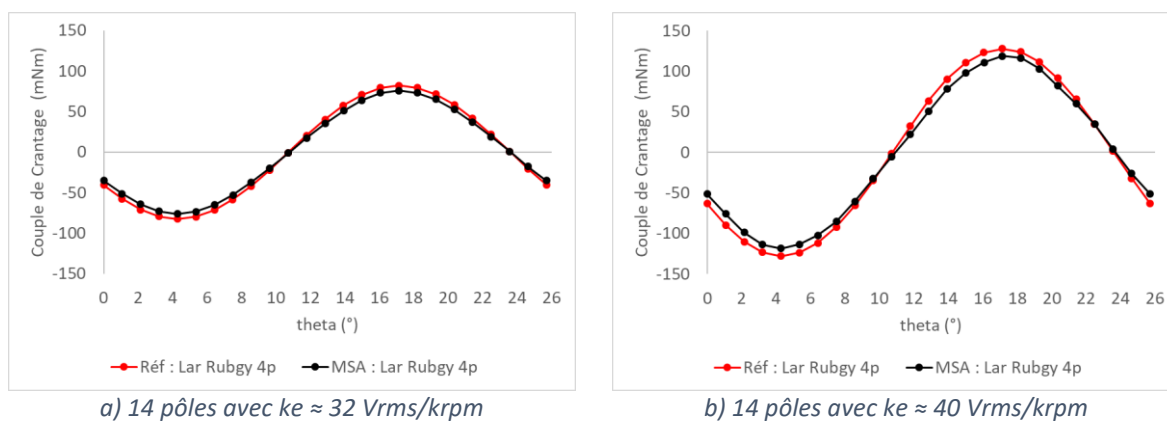 150
100
50
0
-50
-100
-150
Couple de Crantage (mNm)
0 2 4 6 8 10 12 14 16 18 20 22 24 26
theta (°)
Réf : Lar Rubgy 4p MSA : Lar Rubgy 4p
a) 14 pôles avec ke ≈ 32 Vrms/krpm
150
100
50
0
-50
-100
-150
Couple de Crantage (mNm)
0 2 4 6 8 10 12 14 16 18 20 22 24 26
theta (°)
Réf : Lar Rubgy 4p MSA : Lar Rubgy 4p
b) 14 pôles avec ke ≈ 40 Vrms/krpm